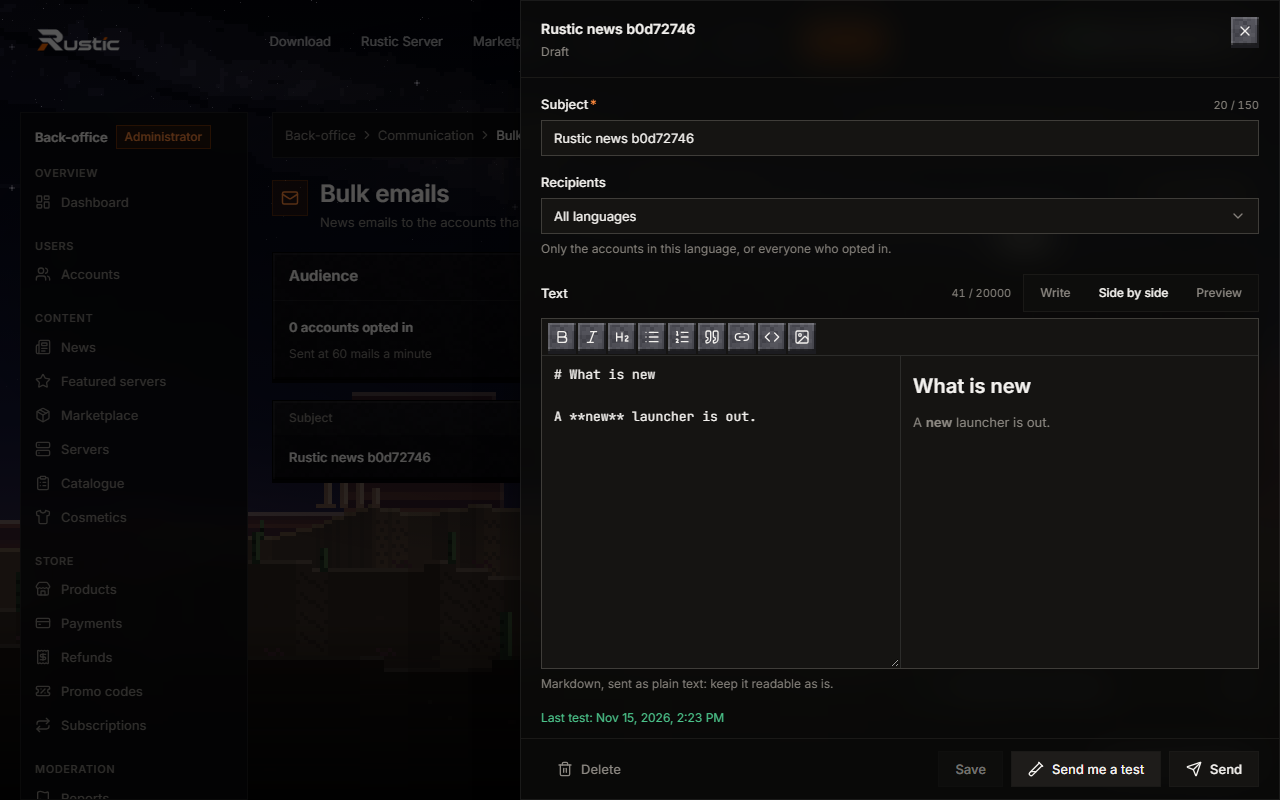 Rustic
Download
Rustic Server
Back-office
Administrator
OVERVIEW
Dashboard
USERS
Accounts
CONTENT
News
Featured servers
Marketplace
Servers
Catalogue
Cosmetics
STORE
Products
Payments
Refunds
Promo codes
Subscriptions
MODERATION
Reports
Back-office > Communication > Bulk
Bulk emails
News emails to the accounts
Audience
0 accounts opted in
Sent at 60 mails a minute
Subject
Rustic news b0d72746
Rustic news b0d72746
Draft
Subject*
20 / 150
Rustic news b0d72746
Recipients
All languages
Only the accounts in this language, or everyone who opted in.
Text
41 / 20000
Write
Side by side
Preview
B I H2
# What is new
A **new** launcher is out.
What is new
A new launcher is out.
Markdown, sent as plain text: keep it readable as is.
Last test: Nov 15, 2026, 2:23 PM
Delete
Save
Send me a test
Send